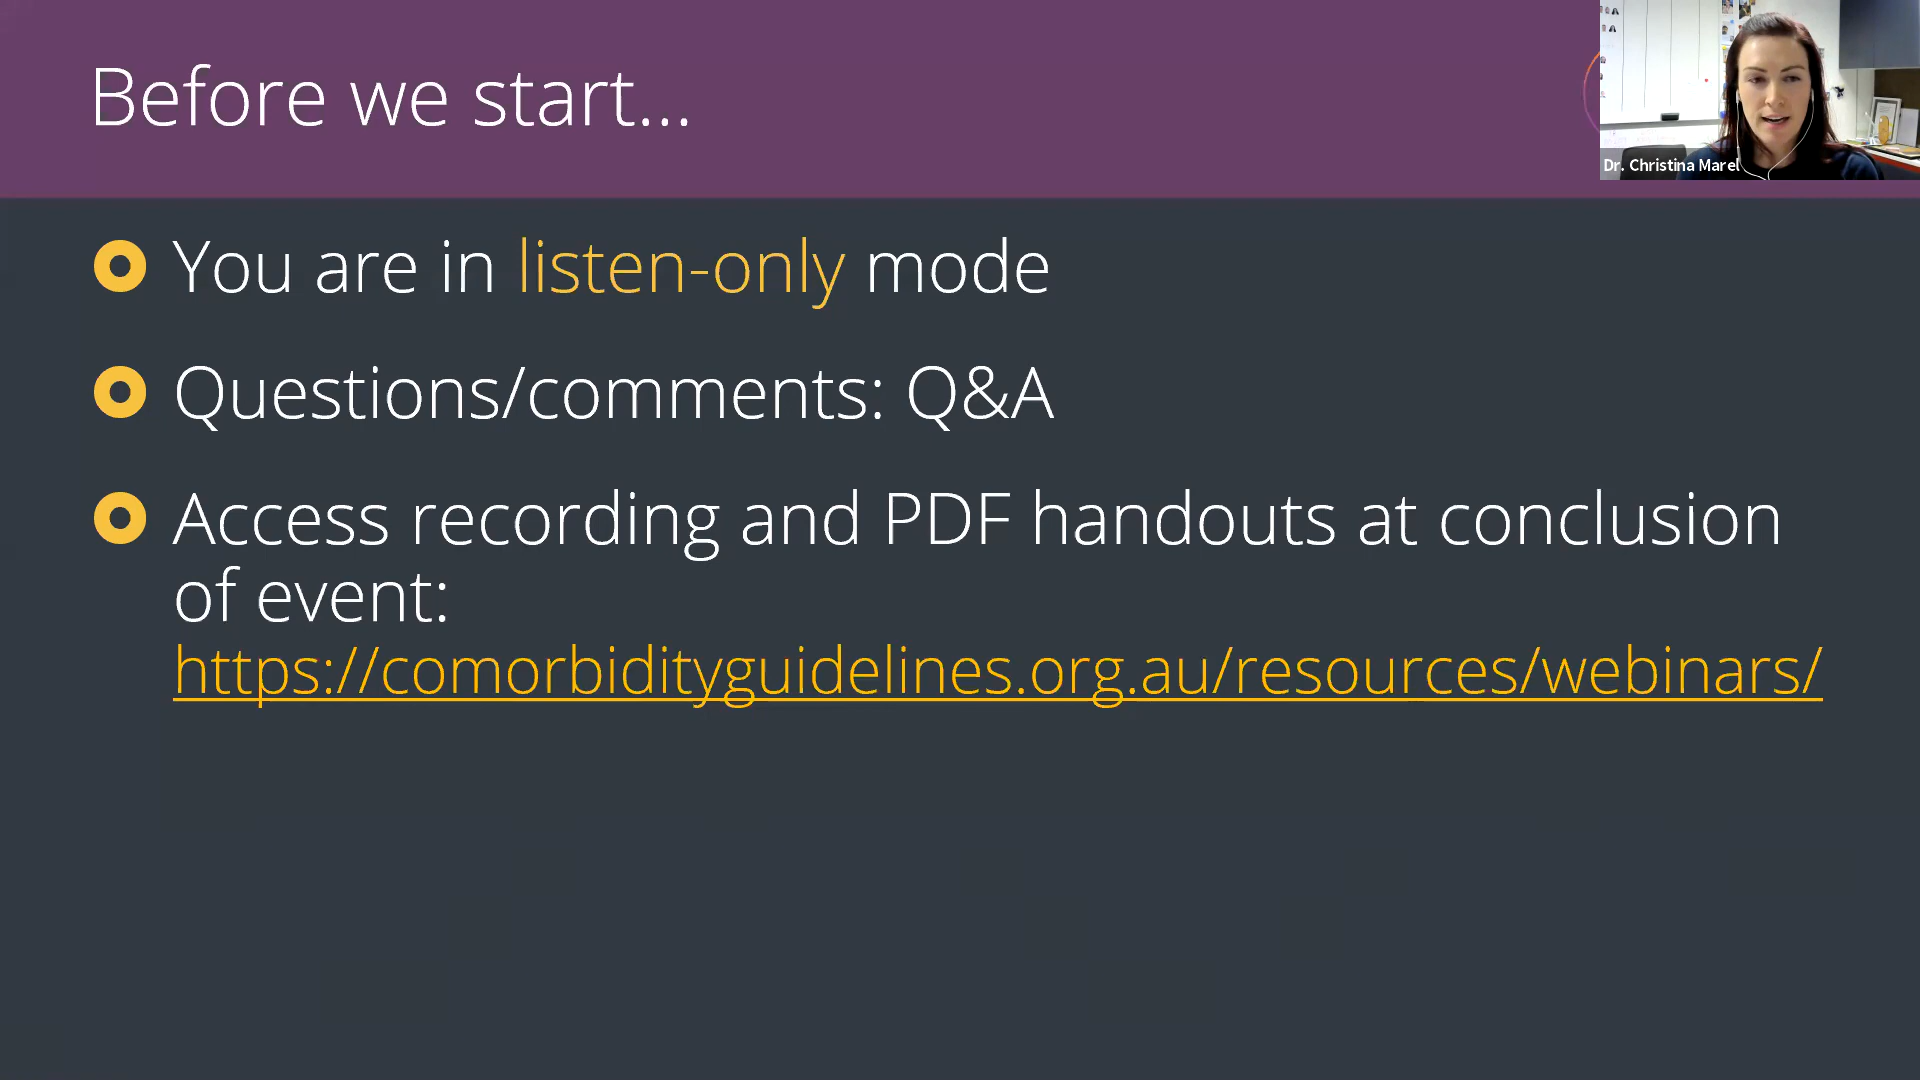 Before we start...
Dr. Christina Marel
You are in listen-only mode
Questions/comments: Q&A
Access recording and PDF handouts at conclusion
of event:
https://comorbidityguidelines.org.au/resources/webinars/